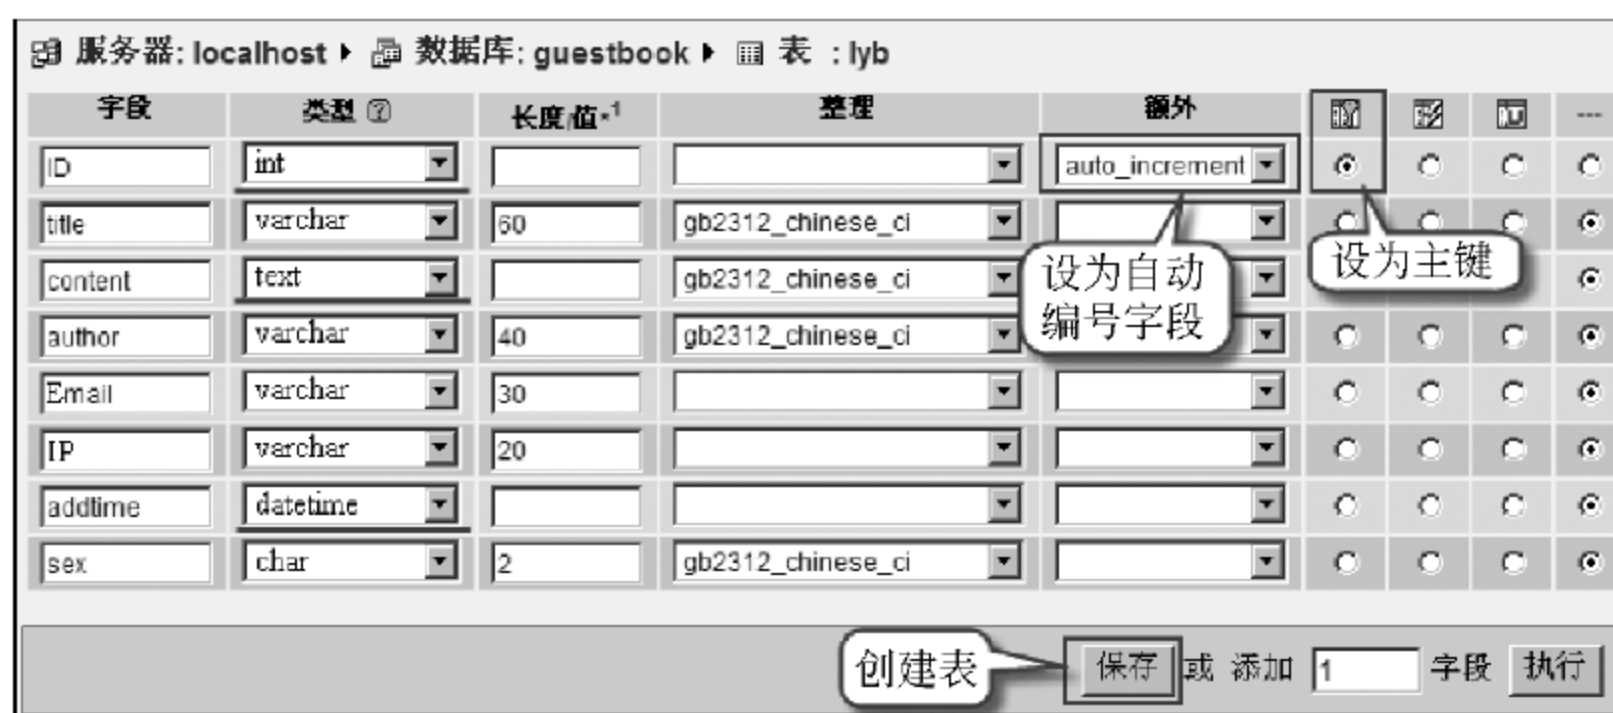 服务器: localhost 数据库: guestbook 表 : lyb
字段 类型 长度/值*1 整理 额外 ---
ID int auto_increment
title varchar 60 gb2312_chinese_ci
设为自动
编号字段
设为主键
content text gb2312_chinese_ci
author varchar 40 gb2312_chinese_ci
Email varchar 30
IP varchar 20
addtime datetime
sex char 2 gb2312_chinese_ci
创建表 保存 或 添加 1 字段 执行